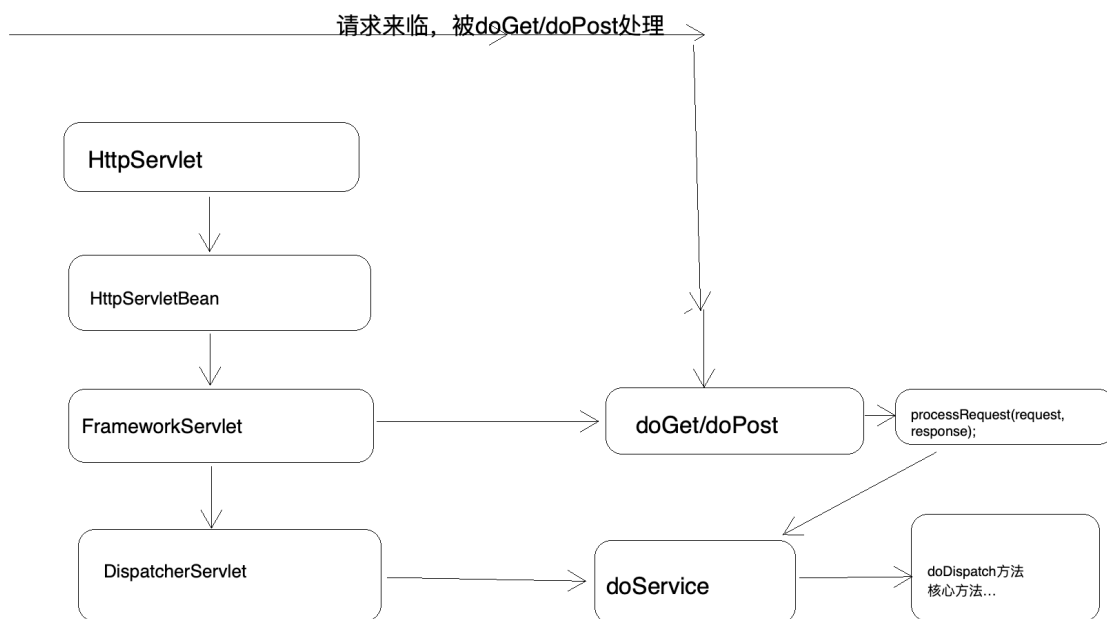 请求来临，被doGet/doPost处理
HttpServlet
HttpServletBean
FrameworkServlet
doGet/doPost
processRequest(request,
response);
DispatcherServlet
doService
doDispatch方法
核心方法...